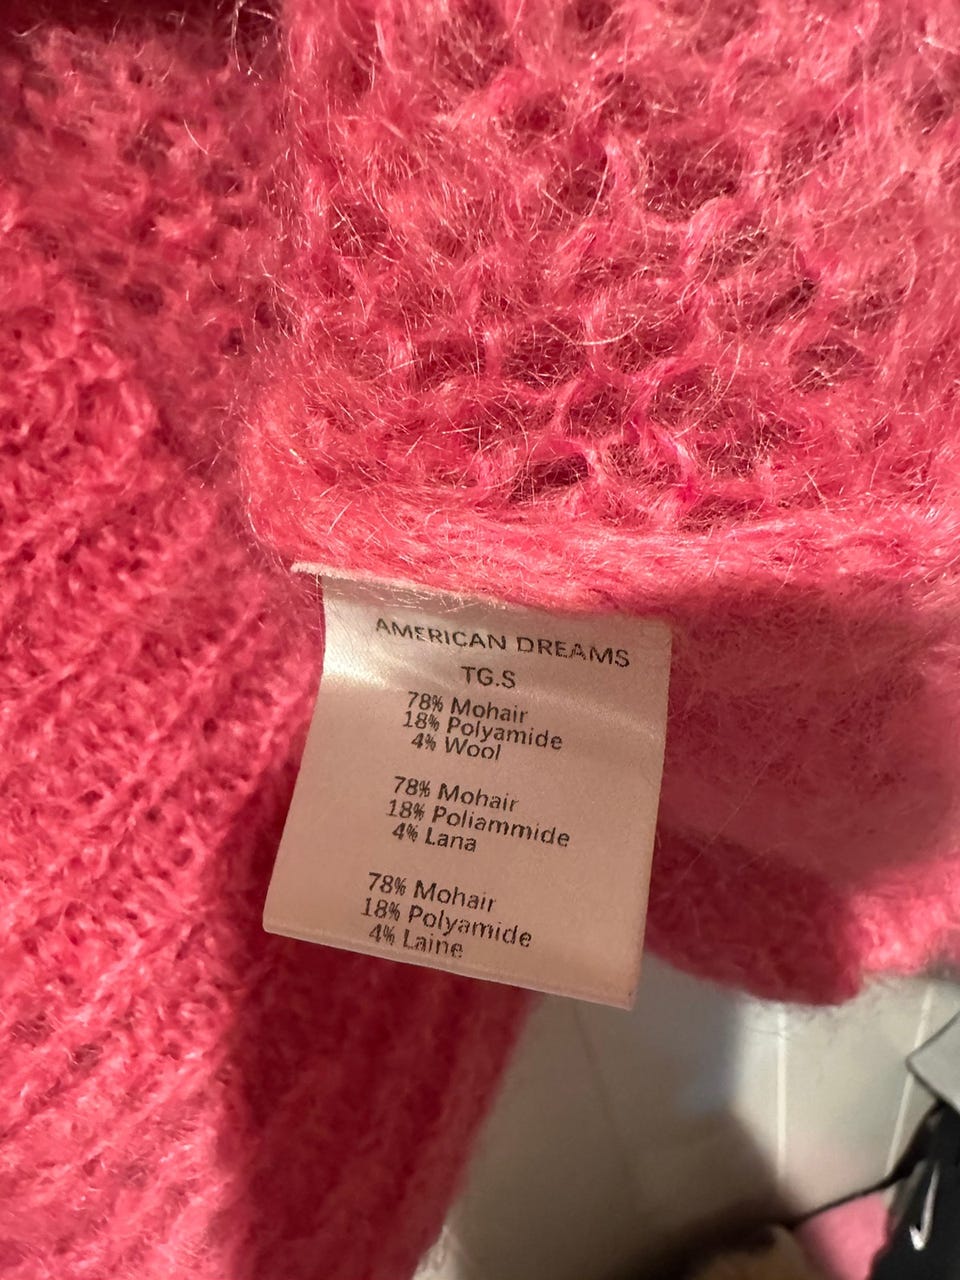 AMERICAN DREAMS
TG.S
78% Mohair
18% Polyamide
4% Wool
78% Mohair
18% Poliammide
4% Lana
78% Mohair
18% Polyamide
4% Laine